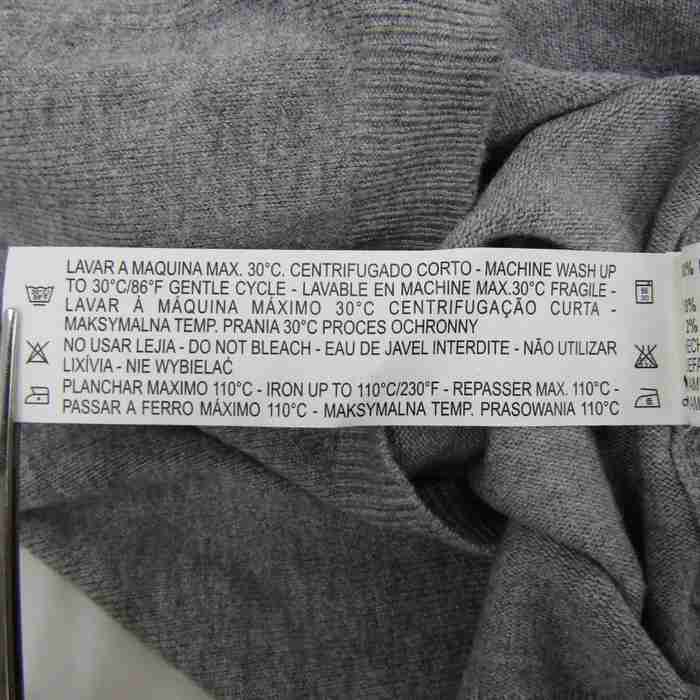 LAVAR A MAQUINA MAX. 30°C. CENTRIFUGADO CORTO - MACHINE WASH UP
TO 30°C/86°F GENTLE CYCLE - LAVABLE EN MACHINE MAX.30°C FRAGILE -
LAVAR À MÁQUINA MÁXIMO 30°C CENTRIFUGAÇÃO CURTA -
MAKSYMALNA TEMP. PRANIA 30°C PROCES OCHRONNY
NO USAR LEJIA - DO NOT BLEACH - EAU DE JAVEL INTERDITE - NÃO UTILIZAR
LIXÍVIA - NIE WYBIELAĆ
PLANCHAR MAXIMO 110°C - IRON UP TO 110°C/230°F - REPASSER MAX. 110°C -
PASSAR A FERRO MÁXIMO 110°C - MAKSYMALNA TEMP. PRASOWANIA 110°C